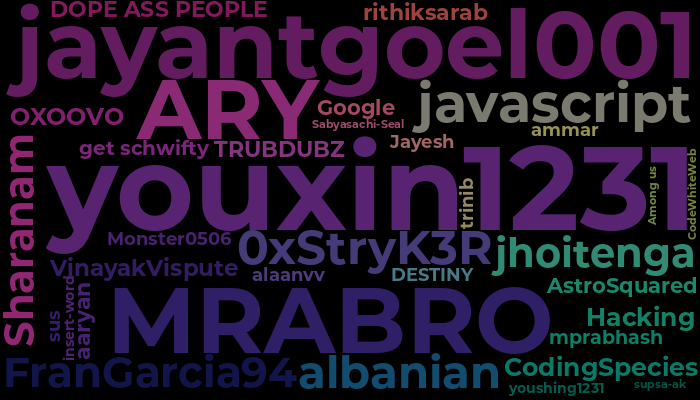 DOPE ASS PEOPLE
rithiksarab
jayantgoel001
OXOOVO
ARY
Google
javascript
Sabyasachi-Seal
ammar
get schwifty
TRUBDUBZ
Jayesh
Sharanam
youxin1231
trinib
Among us
CodeWhiteWeb
Monster0506
0xStryK3R
jhoitenga
VinayakVispute
alaanvv
DESTINY
AstroSquared
sus
insert-word
aaryan
MRABRO
Hacking
mprabhash
FranGarcia94
albanian
CodingSpecies
youshing1231
supsa-ak